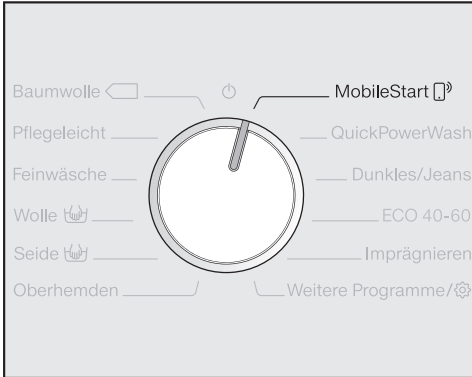 Baumwolle
Pflegeleicht
Feinwäsche
Wolle
Seide
Oberhemden
MobileStart
QuickPowerWash
Dunkles/Jeans
ECO 40-60
Imprägnieren
Weitere Programme/